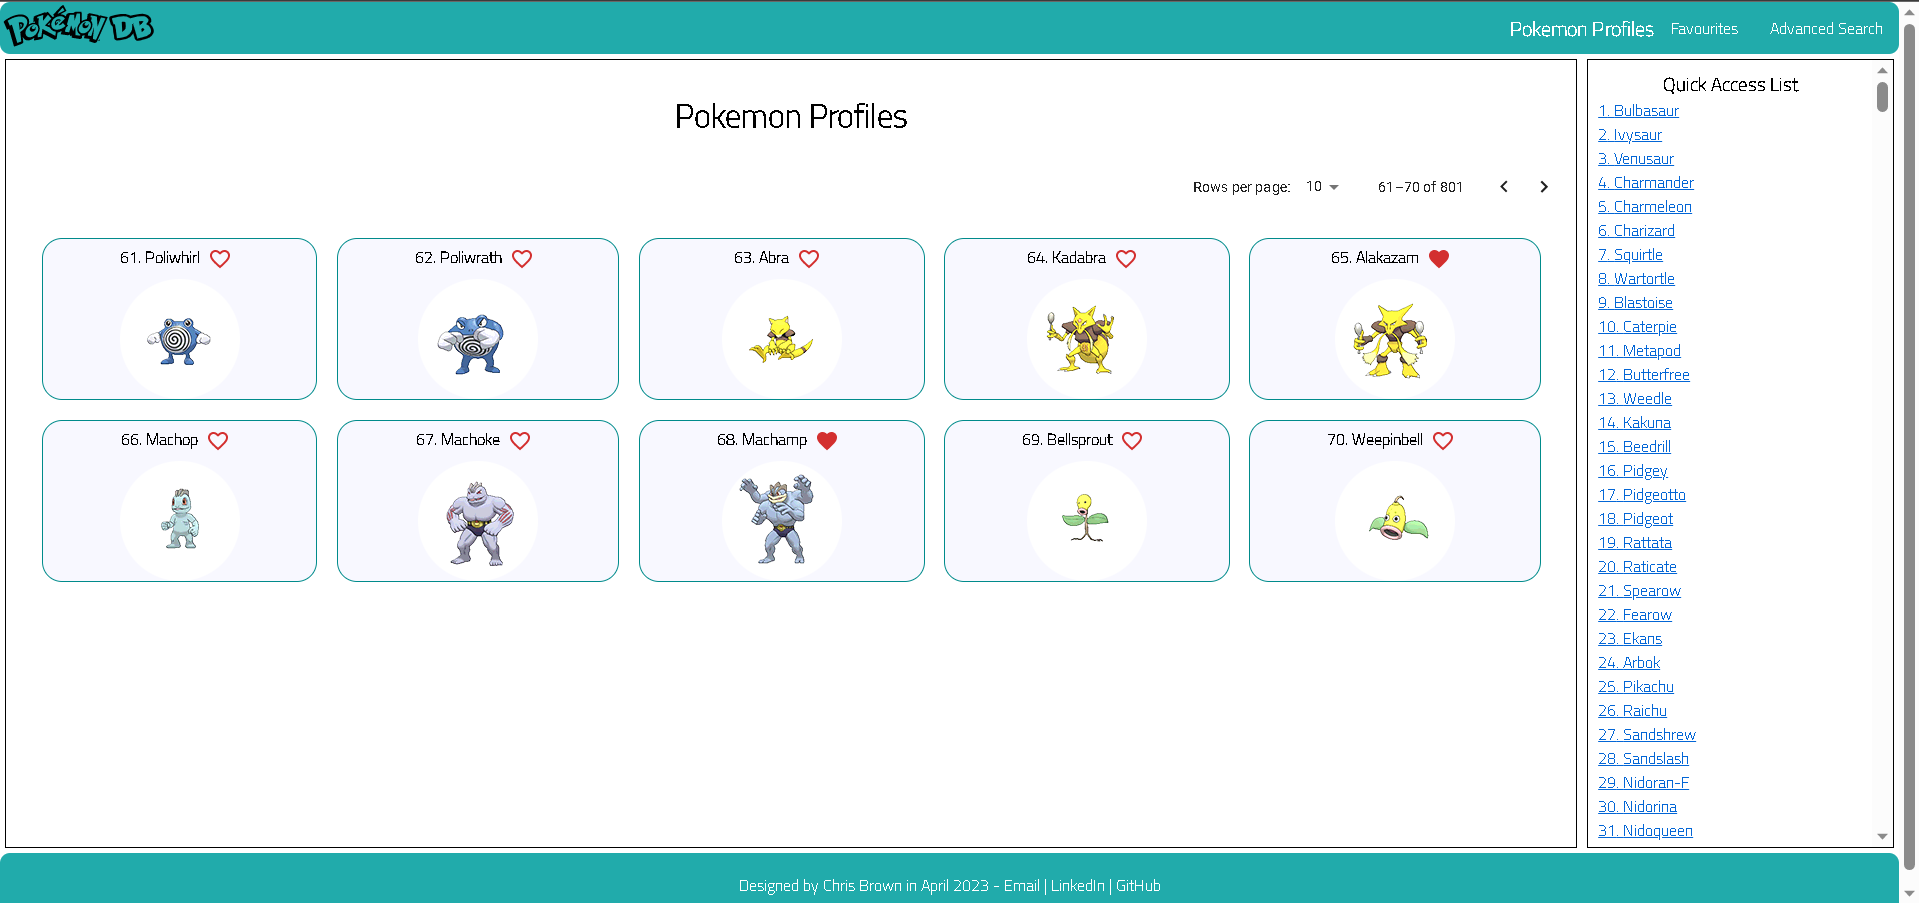 POKéMON DB
Pokemon Profiles Favourites Advanced Search
Pokemon Profiles
Rows per page: 10 61–70 of 801
61. Poliwhirl
62. Poliwrath
63. Abra
64. Kadabra
65. Alakazam
66. Machop
67. Machoke
68. Machamp
69. Bellsprout
70. Weepinbell
Quick Access List
1. Bulbasaur
2. Ivysaur
3. Venusaur
4. Charmander
5. Charmeleon
6. Charizard
7. Squirtle
8. Wartortle
9. Blastoise
10. Caterpie
11. Metapod
12. Butterfree
13. Weedle
14. Kakuna
15. Beedrill
16. Pidgey
17. Pidgeotto
18. Pidgeot
19. Rattata
20. Raticate
21. Spearow
22. Fearow
23. Ekans
24. Arbok
25. Pikachu
26. Raichu
27. Sandshrew
28. Sandslash
29. Nidoran-F
30. Nidorina
31. Nidoqueen
Designed by Chris Brown in April 2023 - Email | LinkedIn | GitHub